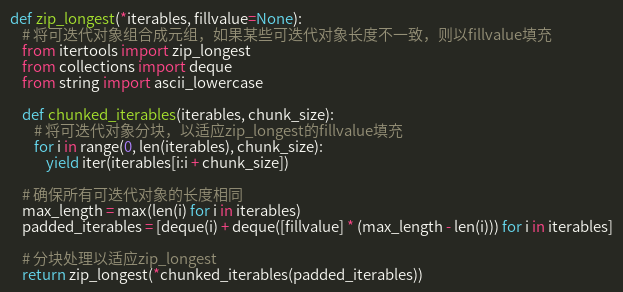 def zip_longest(*iterables, fillvalue=None):
# 将可迭代对象组合成元组，如果某些可迭代对象长度不一致，则以fillvalue填充
from itertools import zip_longest
from collections import deque
from string import ascii_lowercase
def chunked_iterables(iterables, chunk_size):
# 将可迭代对象分块，以适应zip_longest的fillvalue填充
for i in range(0, len(iterables), chunk_size):
yield iter(iterables[i:i + chunk_size])
# 确保所有可迭代对象的长度相同
max_length = max(len(i) for i in iterables)
padded_iterables = [deque(i) + deque([fillvalue] * (max_length - len(i))) for i in iterables]
# 分块处理以适应zip_longest
return zip_longest(*chunked_iterables(padded_iterables))